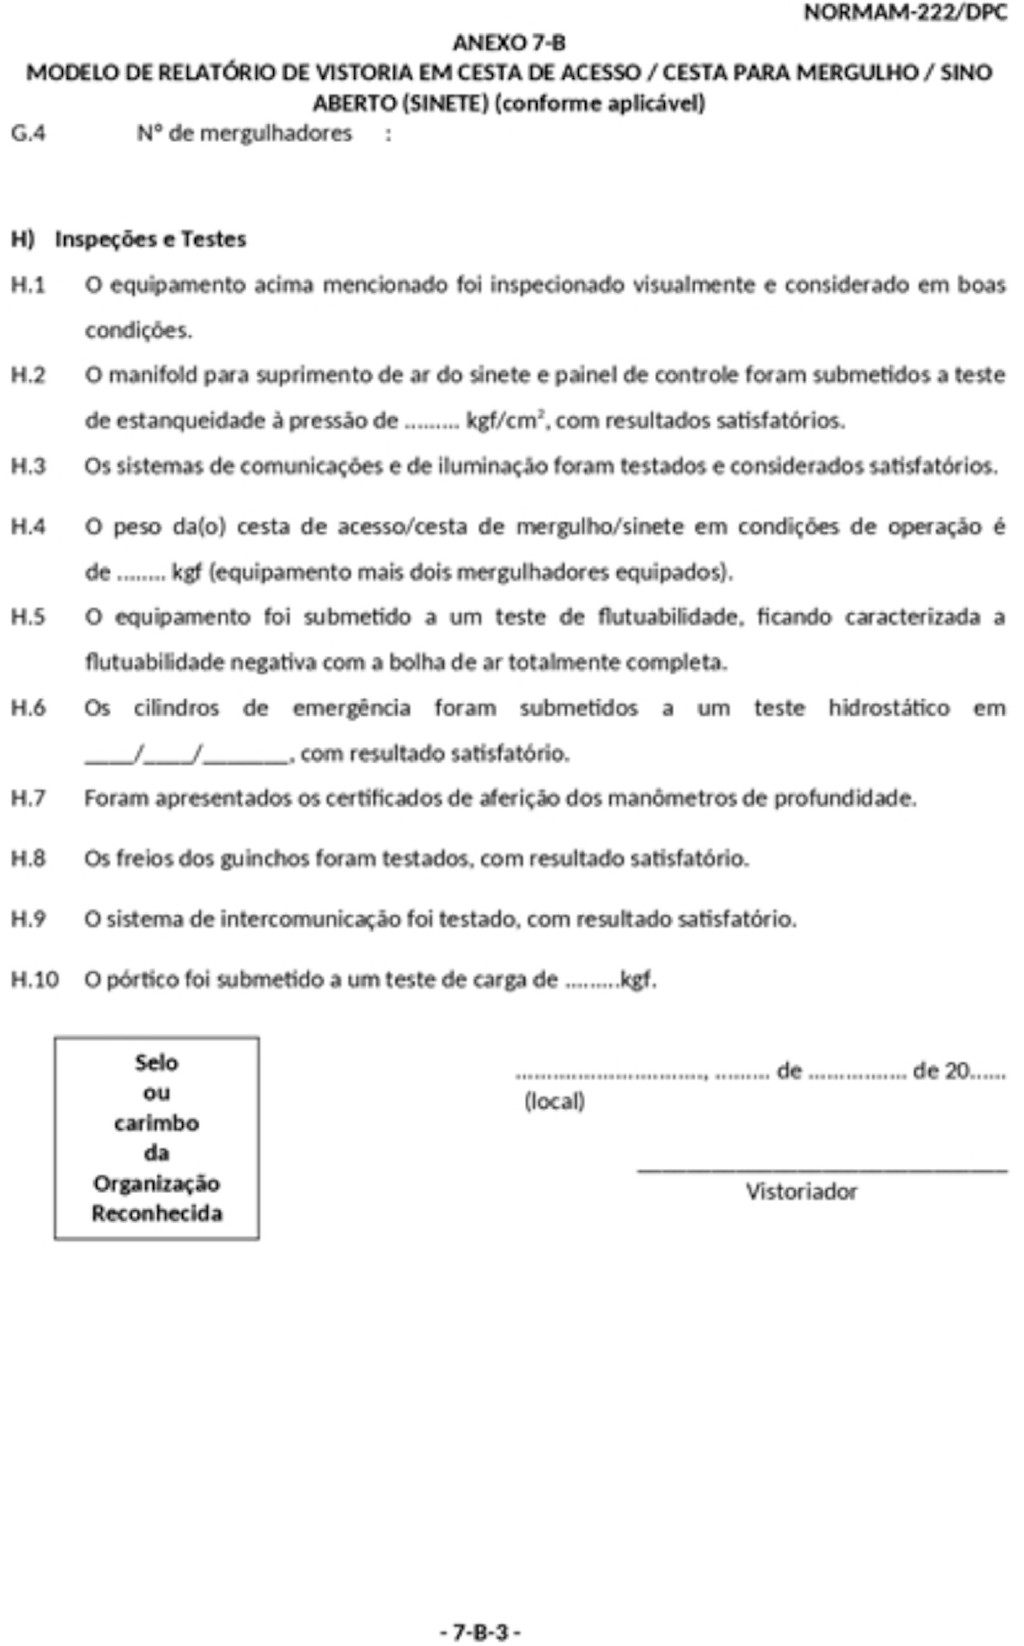 NORMAM-222/DPC
ANEXO 7-B
MODELO DE RELATÓRIO DE VISTORIA EM CESTA DE ACESSO / CESTA PARA MERGULHO / SINO
ABERTO (SINETE) (conforme aplicável)
G.4 Nº de mergulhadores :
H) Inspeções e Testes
H.1 O equipamento acima mencionado foi inspecionado visualmente e considerado em boas
condições.
H.2 O manifold para suprimento de ar do sinete e painel de controle foram submetidos a teste
de estanqueidade à pressão de ......... kgf/cm², com resultados satisfatórios.
H.3 Os sistemas de comunicações e de iluminação foram testados e considerados satisfatórios.
H.4 O peso da(o) cesta de acesso/cesta de mergulho/sinete em condições de operação é
de ........ kgf (equipamento mais dois mergulhadores equipados).
H.5 O equipamento foi submetido a um teste de flutuabilidade, ficando caracterizada a
flutuabilidade negativa com a bolha de ar totalmente completa.
H.6 Os cilindros de emergência foram submetidos a um teste hidrostático em
____/____/_______, com resultado satisfatório.
H.7 Foram apresentados os certificados de aferição dos manômetros de profundidade.
H.8 Os freios dos guinchos foram testados, com resultado satisfatório.
H.9 O sistema de intercomunicação foi testado, com resultado satisfatório.
H.10 O pórtico foi submetido a um teste de carga de .........kgf.
Selo
ou
carimbo
da
Organização
Reconhecida
..............................., ......... de ................ de 20......
(local)
______________________________
Vistoriador
- 7-B-3 -